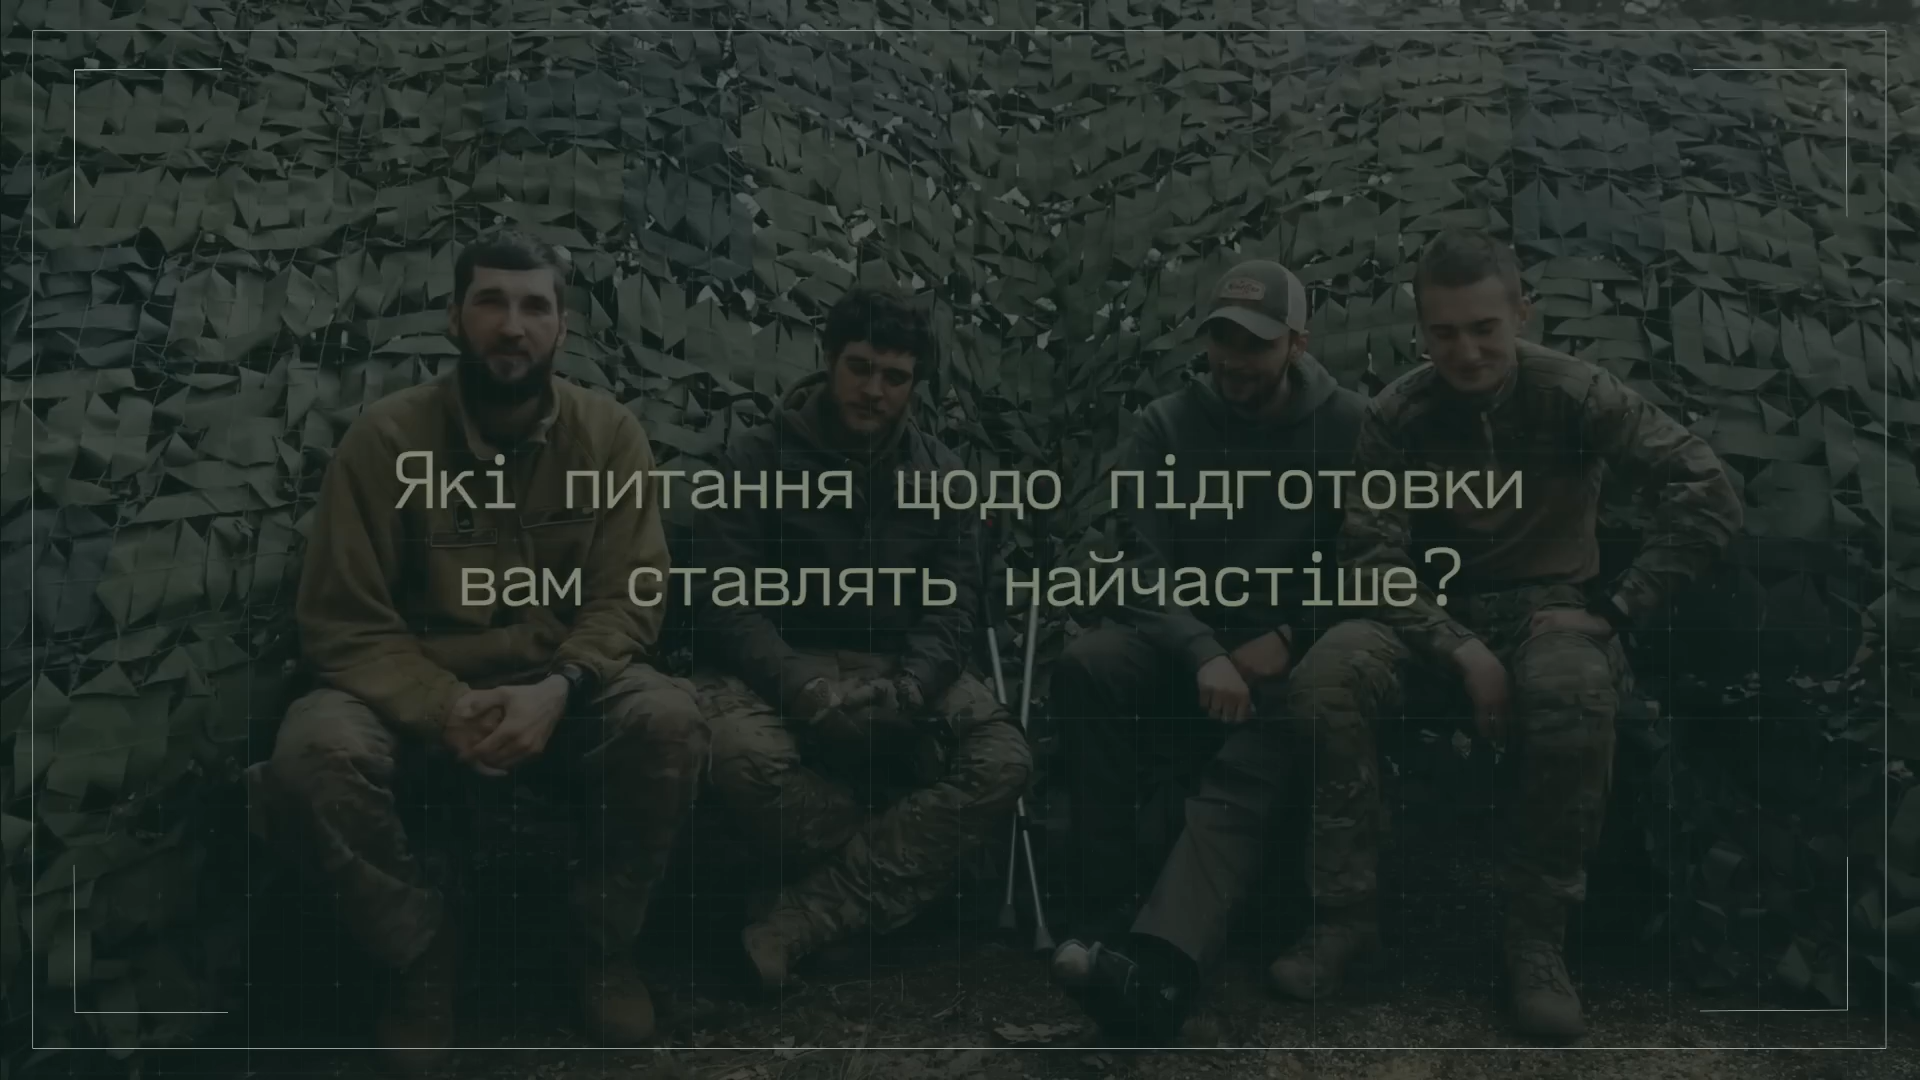 Які питання щодо підготовки
вам ставлять найчастіше?